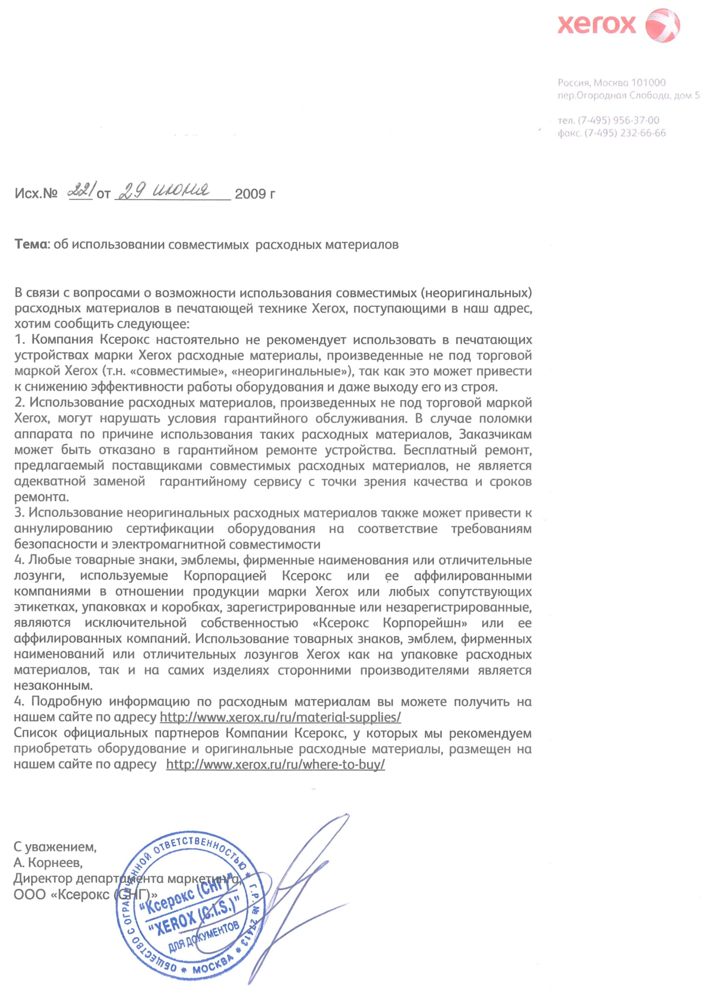 xerox
Россия, Москва 101000
пер.Огородная Слобода, дом 5
тел. (7-495) 956-37-00
факс. (7-495) 232-66-66
Исх.№ 221 от 29 июня 2009 г
Тема: об использовании совместимых расходных материалов
В связи с вопросами о возможности использования совместимых (неоригинальных)
расходных материалов в печатающей технике Xerox, поступающими в наш адрес,
хотим сообщить следующее:
1. Компания Ксерокс настоятельно не рекомендует использовать в печатающих
устройствах марки Xerox расходные материалы, произведенные не под торговой
маркой Xerox (т.н. «совместимые», «неоригинальные»), так как это может привести
к снижению эффективности работы оборудования и даже выходу его из строя.
2. Использование расходных материалов, произведенных не под торговой маркой
Xerox, могут нарушать условия гарантийного обслуживания. В случае поломки
аппарата по причине использования таких расходных материалов, Заказчикам
может быть отказано в гарантийном ремонте устройства. Бесплатный ремонт,
предлагаемый поставщиками совместимых расходных материалов, не является
адекватной заменой гарантийному сервису с точки зрения качества и сроков
ремонта.
3. Использование неоригинальных расходных материалов также может привести к
аннулированию сертификации оборудования на соответствие требованиям
безопасности и электромагнитной совместимости
4. Любые товарные знаки, эмблемы, фирменные наименования или отличительные
лозунги, используемые Корпорацией Ксерокс или ее аффилированными
компаниями в отношении продукции марки Xerox или любых сопутствующих
этикетках, упаковках и коробках, зарегистрированные или незарегистрированные,
являются исключительной собственностью «Ксерокс Корпорейшн» или ее
аффилированных компаний. Использование товарных знаков, эмблем, фирменных
наименований или отличительных лозунгов Xerox как на упаковке расходных
материалов, так и на самих изделиях сторонними производителями является
незаконным.
4. Подробную информацию по расходным материалам вы можете получить на
нашем сайте по адресу http://www.xerox.ru/ru/material-supplies/
Список официальных партнеров Компании Ксерокс, у которых мы рекомендуем
приобретать оборудование и оригинальные расходные материалы, размещен на
нашем сайте по адресу http://www.xerox.ru/ru/where-to-buy/
С уважением,
А. Корнеев,
Директор департамента маркетинга,
ООО «Ксерокс (СНГ)»
ОБЩЕСТВО С ОГРАНИЧЕННОЙ ОТВЕТСТВЕННОСТЬЮ * Г.Р. № 27413 * МОСКВА *
"Ксерокс (СНГ)"
"XEROX (C.I.S.)"
ДЛЯ ДОКУМЕНТОВ